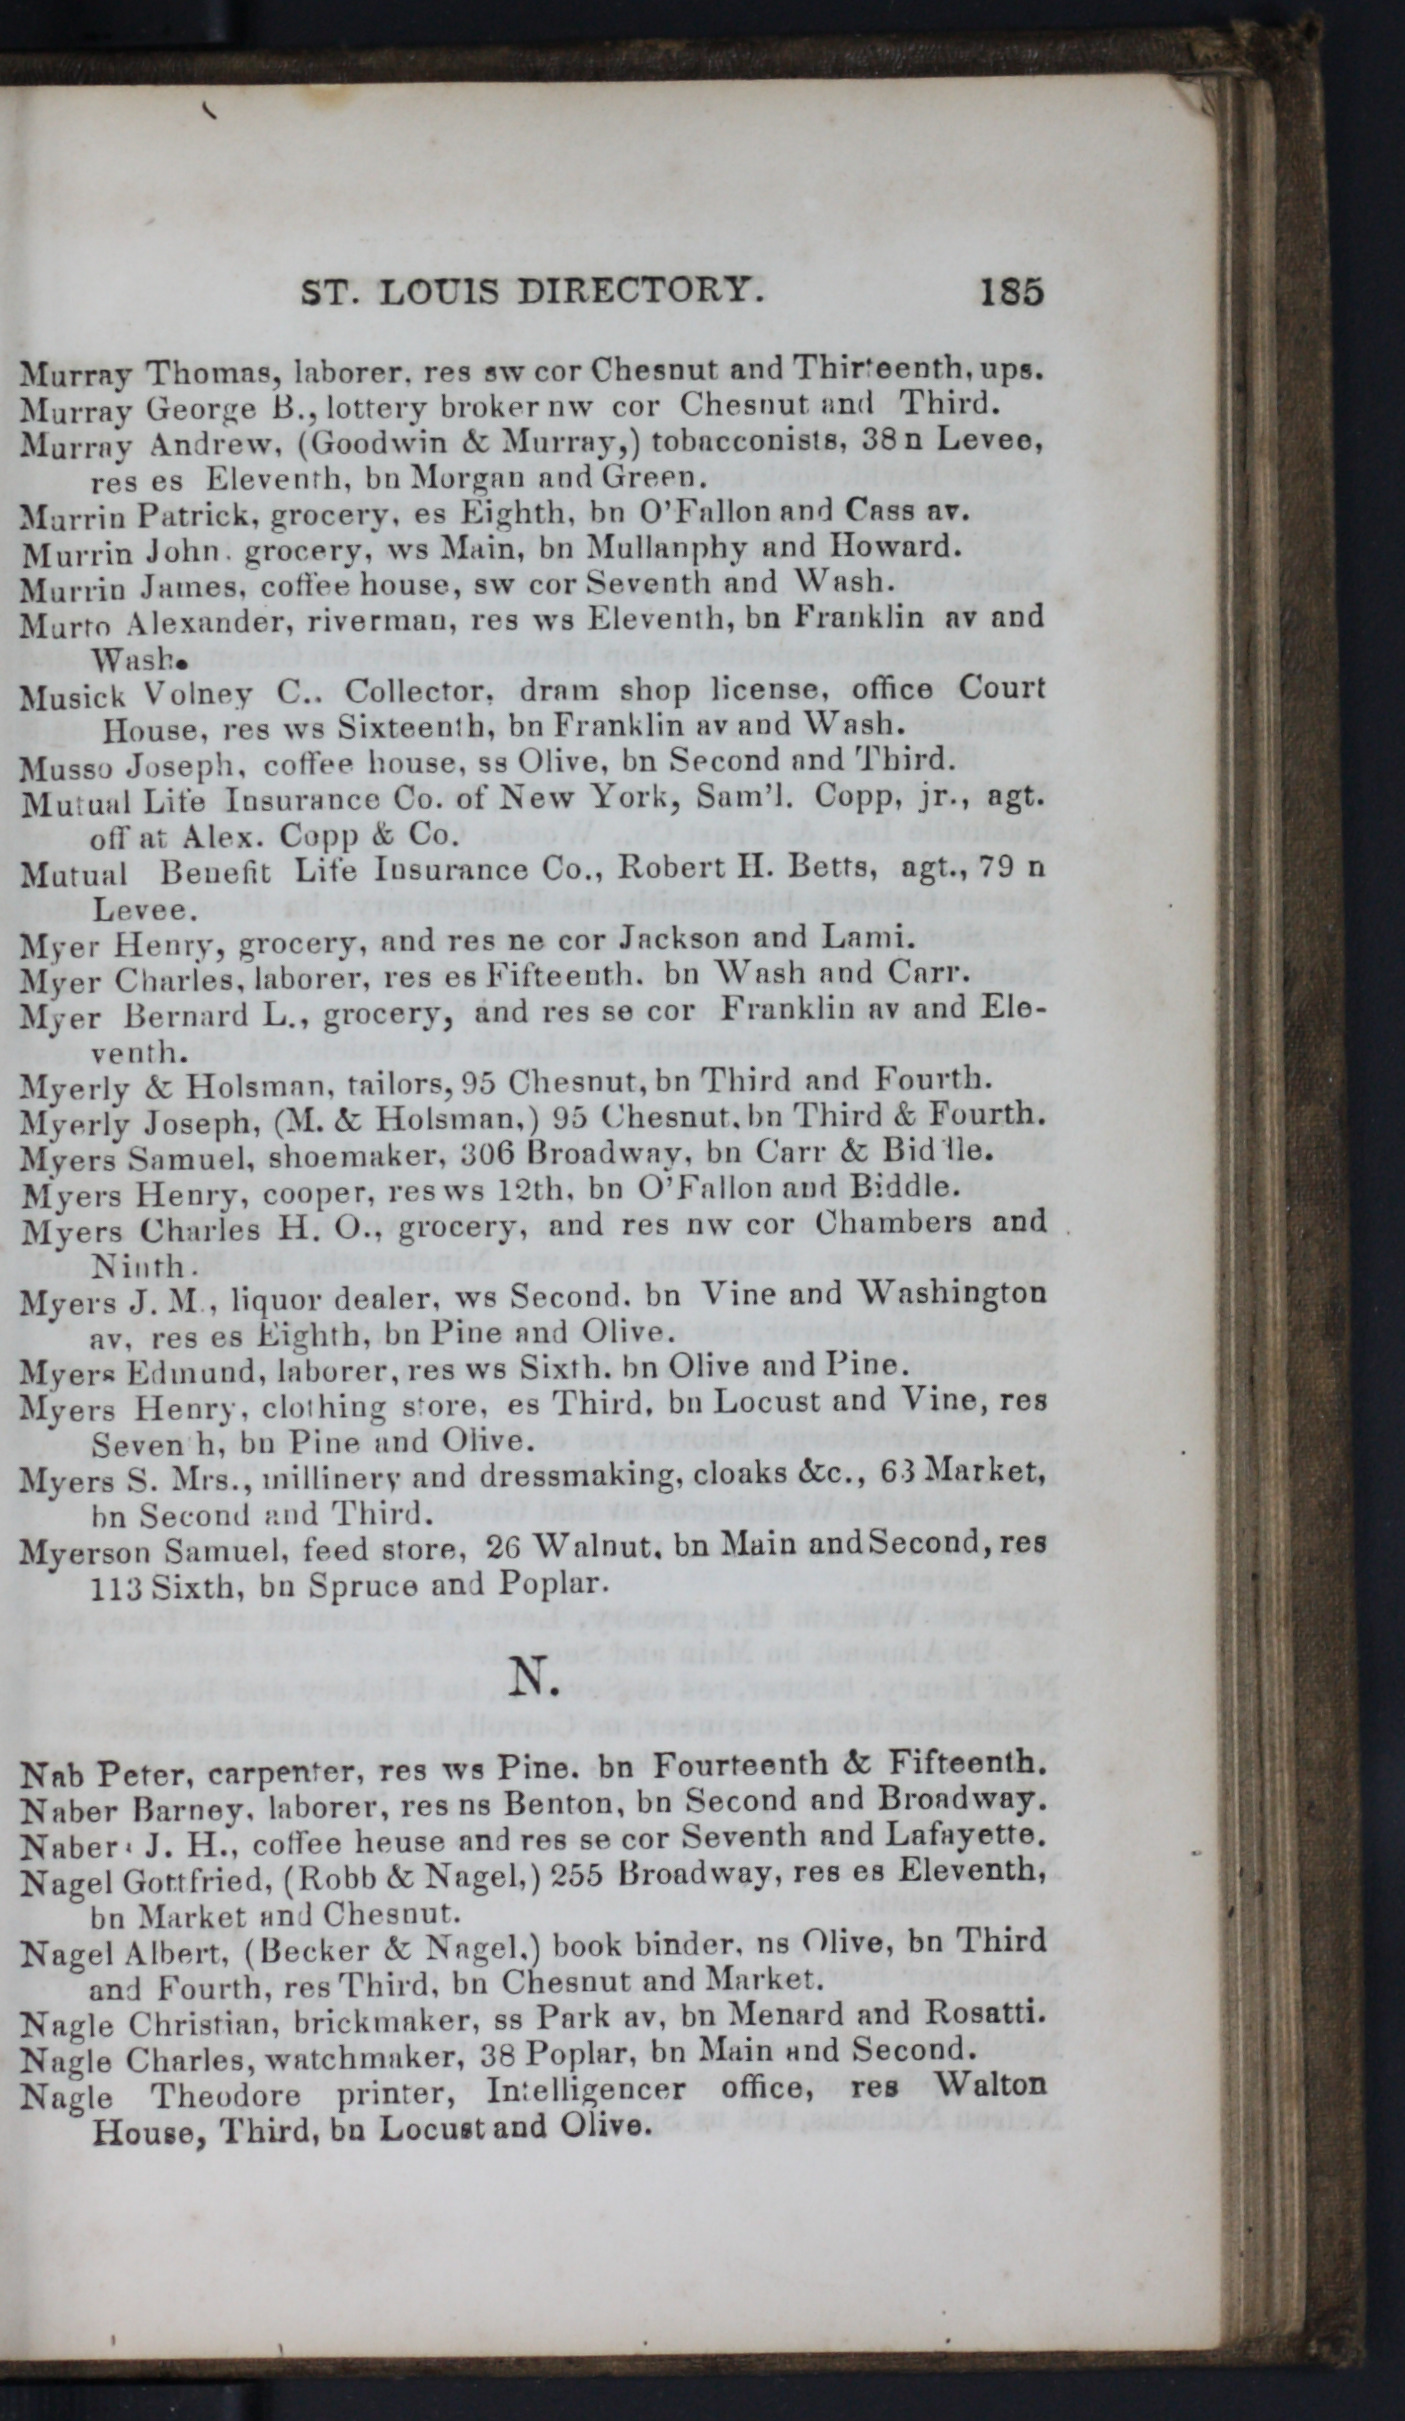 ST. LOUIS DIRECTORY. 185
Murray Thomas, laborer, res sw cor Chesnut and Thirteenth, ups.
Murray George B., lottery broker nw cor Chesnut and Third.
Murray Andrew, (Goodwin & Murray,) tobacconists, 38 n Levee,
res es Eleventh, bn Morgan and Green.
Murrin Patrick, grocery, es Eighth, bn O'Fallon and Cass av.
Murrin John. grocery, ws Main, bn Mullanphy and Howard.
Murrin James, coffee house, sw cor Seventh and Wash.
Murto Alexander, riverman, res ws Eleventh, bn Franklin av and
Wash.
Musick Volney C.. Collector, dram shop license, office Court
House, res ws Sixteenth, bn Franklin av and Wash.
Musso Joseph, coffee house, ss Olive, bn Second and Third.
Mutual Life Insurance Co. of New York, Sam'l. Copp, jr., agt.
off at Alex. Copp & Co.
Mutual Benefit Life Insurance Co., Robert H. Betts, agt., 79 n
Levee.
Myer Henry, grocery, and res ne cor Jackson and Lami.
Myer Charles, laborer, res es Fifteenth. bn Wash and Carr.
Myer Bernard L., grocery, and res se cor Franklin av and Ele-
venth.
Myerly & Holsman, tailors, 95 Chesnut, bn Third and Fourth.
Myerly Joseph, (M. & Holsman,) 95 Chesnut, bn Third & Fourth.
Myers Samuel, shoemaker, 306 Broadway, bn Carr & Biddle.
Myers Henry, cooper, res ws 12th, bn O'Fallon and Biddle.
Myers Charles H. O., grocery, and res nw cor Chambers and
Ninth.
Myers J. M., liquor dealer, ws Second. bn Vine and Washington
av, res es Eighth, bn Pine and Olive.
Myers Edmund, laborer, res ws Sixth. bn Olive and Pine.
Myers Henry, clothing store, es Third, bn Locust and Vine, res
Seven h, bn Pine and Olive.
Myers S. Mrs., millinery and dressmaking, cloaks &c., 63 Market,
bn Second and Third.
Myerson Samuel, feed store, 26 Walnut, bn Main and Second, res
113 Sixth, bn Spruce and Poplar.
N.
Nab Peter, carpenter, res ws Pine. bn Fourteenth & Fifteenth.
Naber Barney, laborer, res ns Benton, bn Second and Broadway.
Naber J. H., coffee heuse and res se cor Seventh and Lafayette.
Nagel Gottfried, (Robb & Nagel,) 255 Broadway, res es Eleventh,
bn Market and Chesnut.
Nagel Albert, (Becker & Nagel,) book binder, ns Olive, bn Third
and Fourth, res Third, bn Chesnut and Market.
Nagle Christian, brickmaker, ss Park av, bn Menard and Rosatti.
Nagle Charles, watchmaker, 38 Poplar, bn Main and Second.
Nagle Theodore printer, Intelligencer office, res Walton
House, Third, bn Locust and Olive.